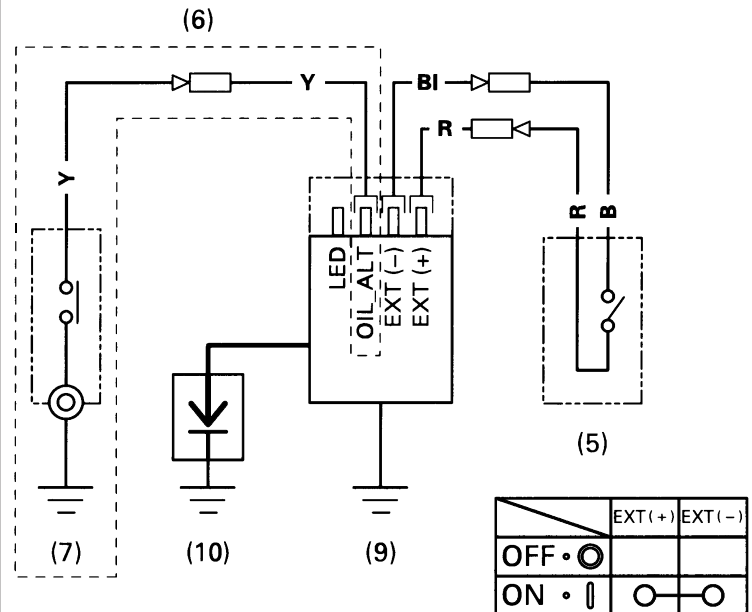 (6)
Y
Bl
R
Y
R
B
LED
OIL_ALT
EXT (−)
EXT (+)
(5)
(7)
(10)
(9)
EXT(+) EXT(−)
OFF
ON